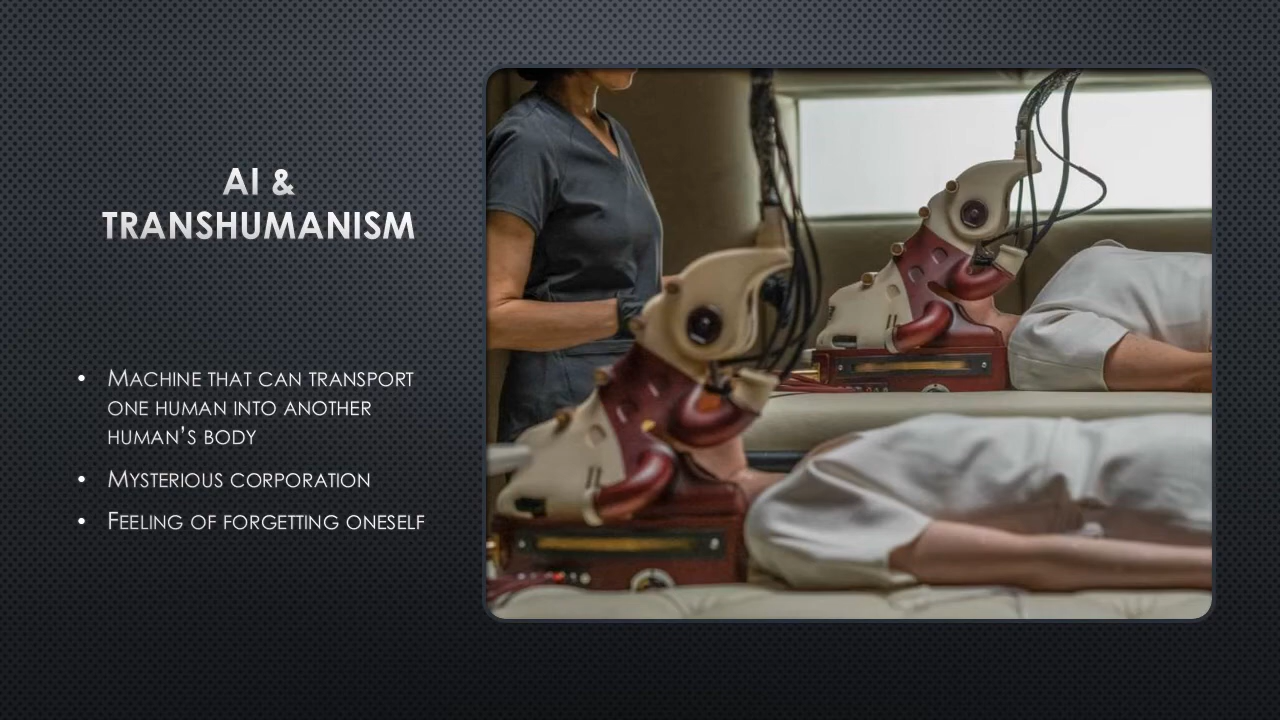 AI &
TRANSHUMANISM
• Machine that can transport
one human into another
human’s body
• Mysterious corporation
• Feeling of forgetting oneself